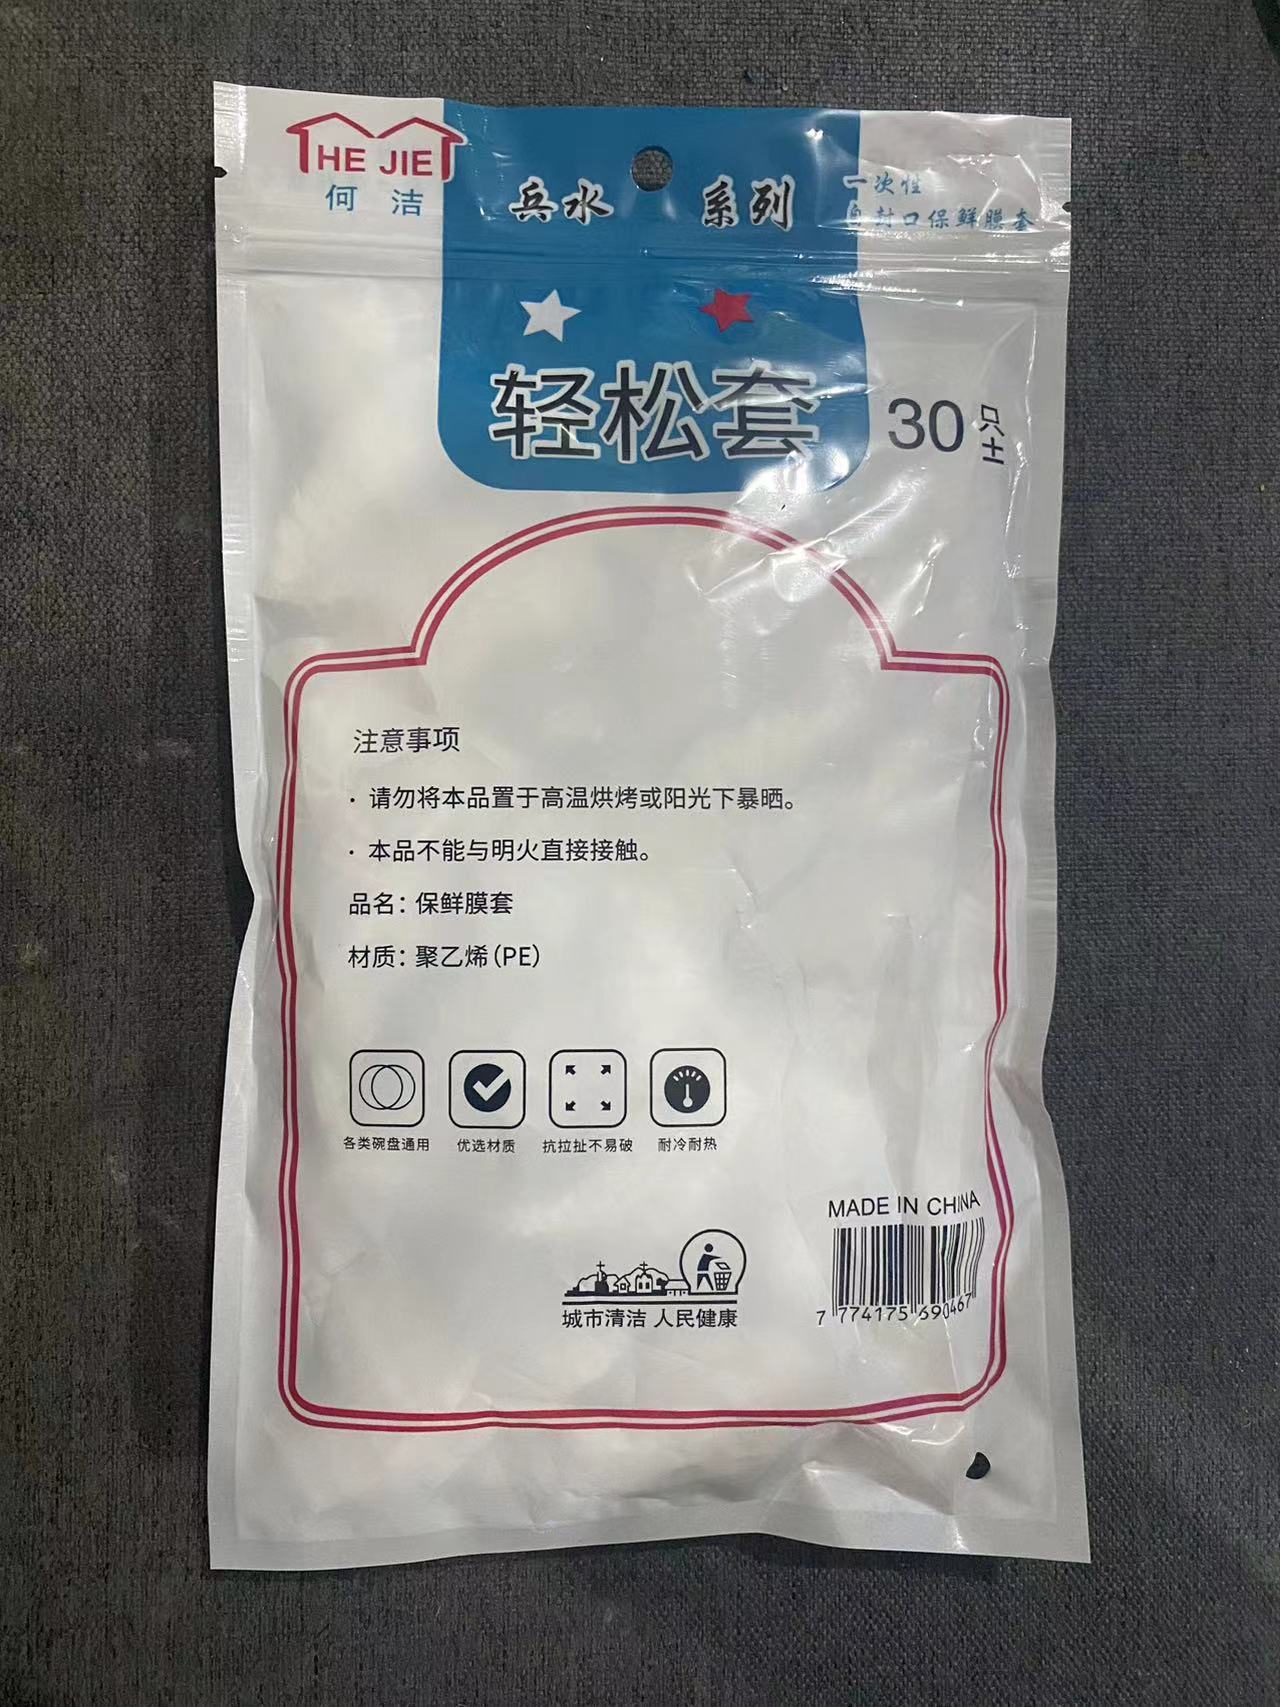 HE JIE
何洁
兵水 系列
一次性
自封口保鲜膜套
轻松套
30只±
注意事项
· 请勿将本品置于高温烘烤或阳光下暴晒。
· 本品不能与明火直接接触。
品名：保鲜膜套
材质：聚乙烯（PE）
各类碗盘通用 优选材质 抗拉扯不易破 耐冷耐热
MADE IN CHINA
7 774175 690467
城市清洁 人民健康